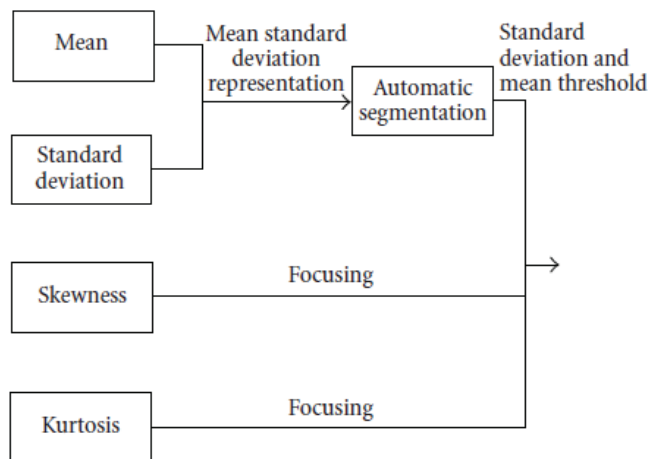 Mean
Mean standard
deviation
representation
Standard
deviation and
mean threshold
Automatic
segmentation
Standard
deviation
Skewness
Focusing
Kurtosis
Focusing